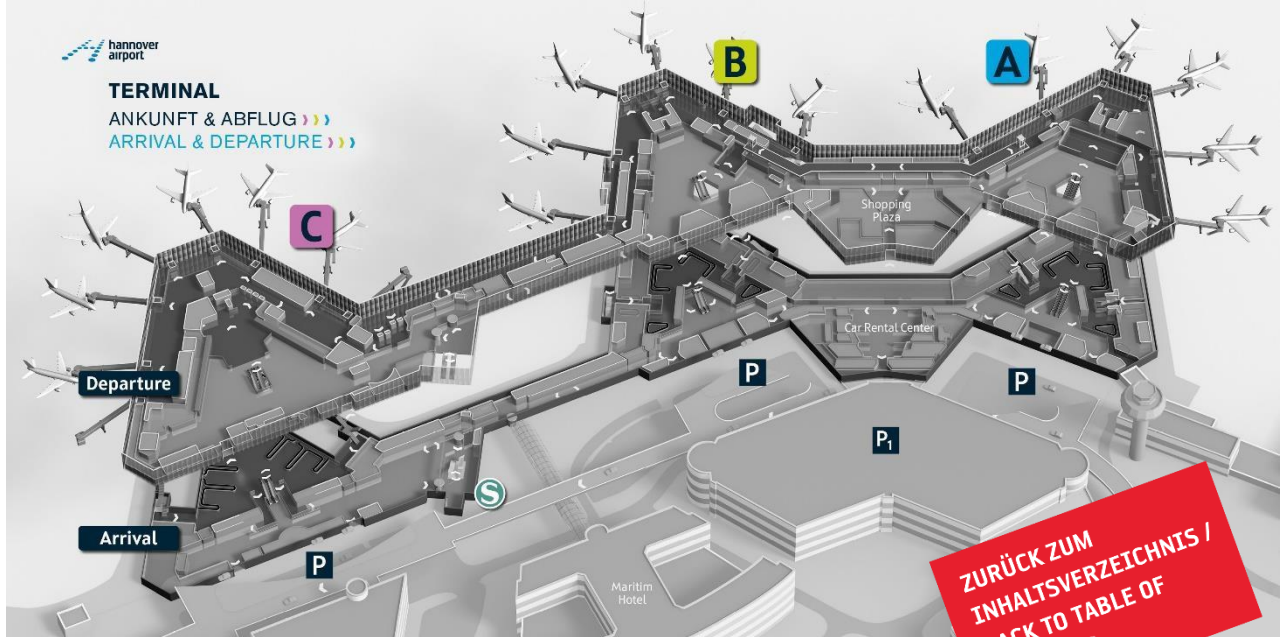 hannover
airport
TERMINAL
ANKUNFT & ABFLUG
ARRIVAL & DEPARTURE
B
A
C
Shopping
Plaza
Car Rental Center
Departure
P
P
P₁
S
Arrival
P
Maritim
Hotel
ZURÜCK ZUM
INHALTSVERZEICHNIS /
TO TABLE OF